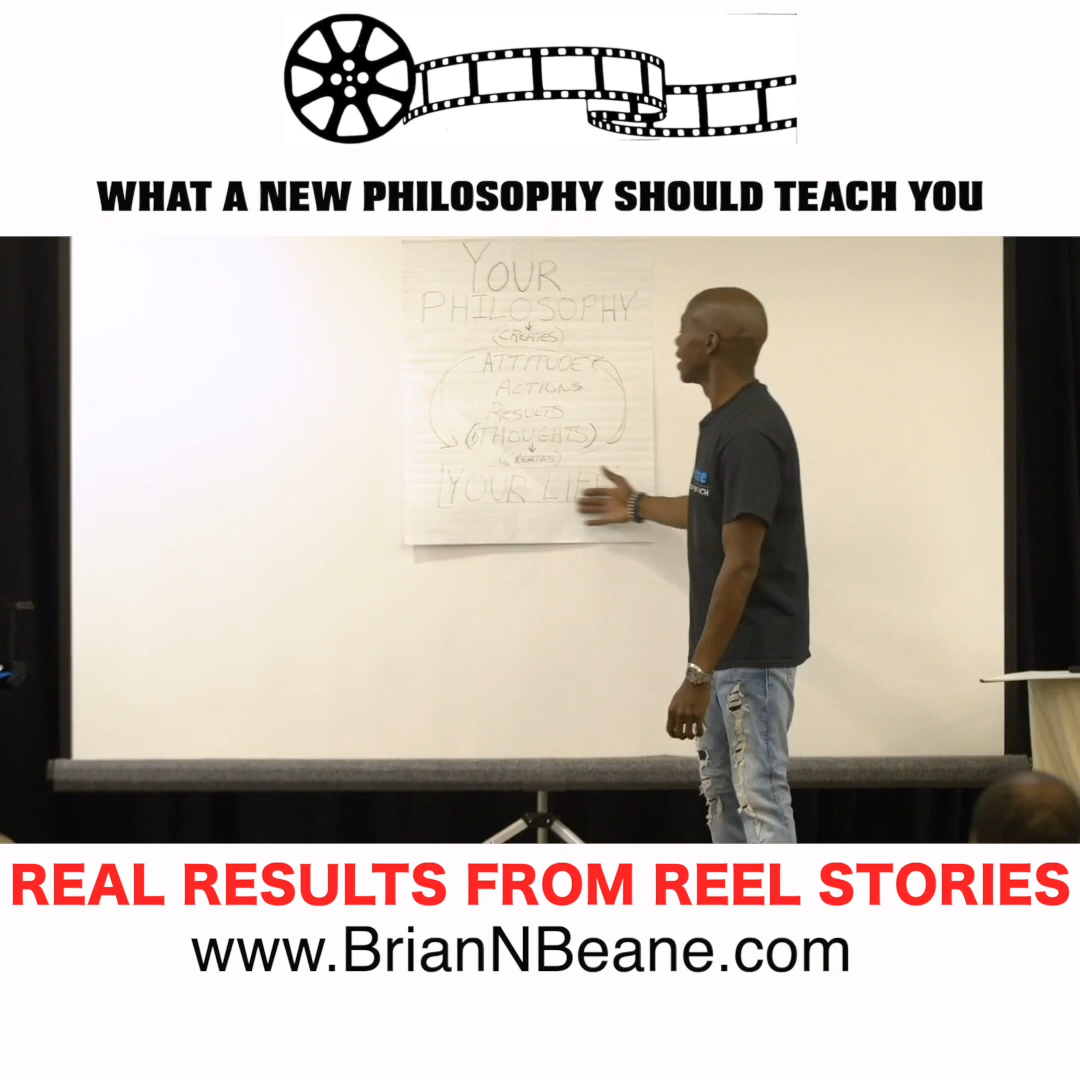 WHAT A NEW PHILOSOPHY SHOULD TEACH YOU
YOUR
PHILOSOPHY
(CREATES)
ATTITUDE
ACTIONS
RESULTS
THOUGHTS)
(CREATES)
YOUR
REAL RESULTS FROM REEL STORIES
www.BrianNBeane.com